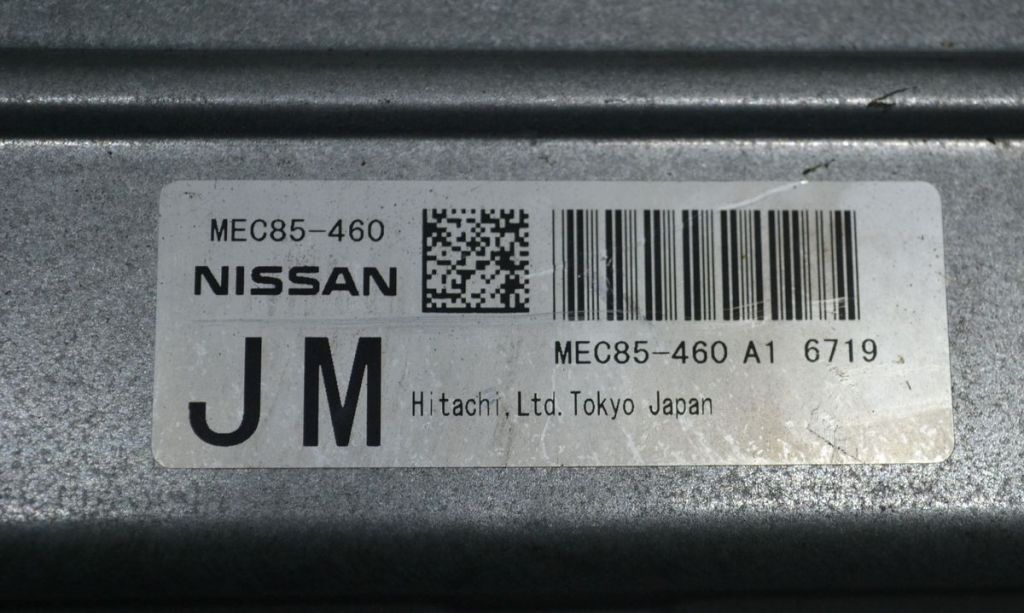 MEC85-460
NISSAN
JM
MEC85-460 A1 6719
Hitachi,Ltd.Tokyo Japan